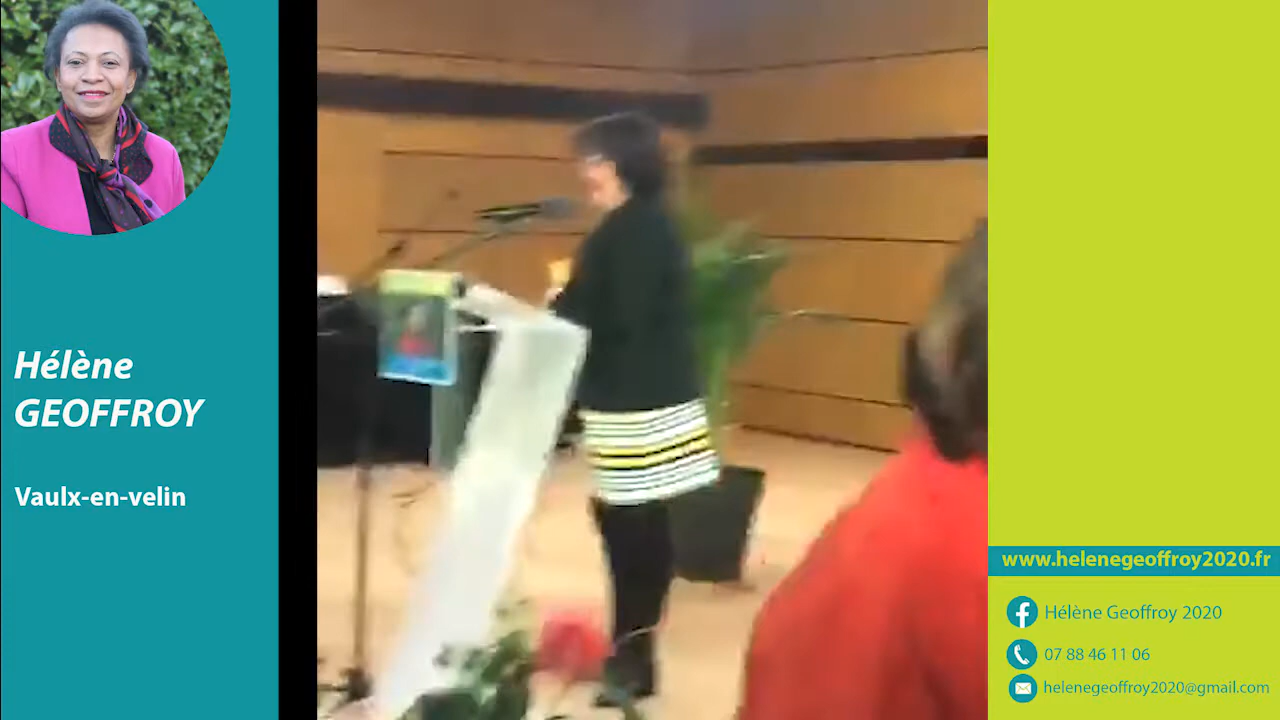 Hélène
GEOFFROY
Vaulx-en-velin
www.helenegeoffroy2020.fr
Hélène Geoffroy 2020
07 88 46 11 06
helenegeoffroy2020@gmail.com